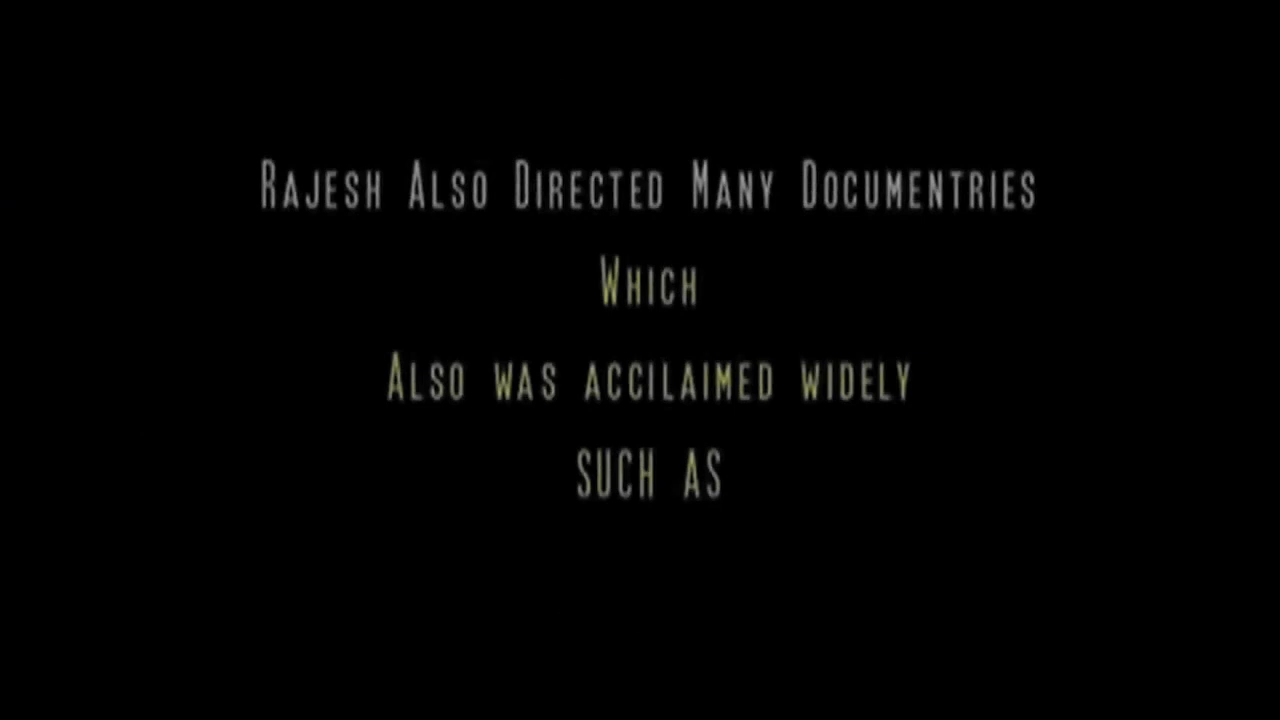 Rajesh Also Directed Many Documentries
Which
Also was accilaimed widely
SUCH AS